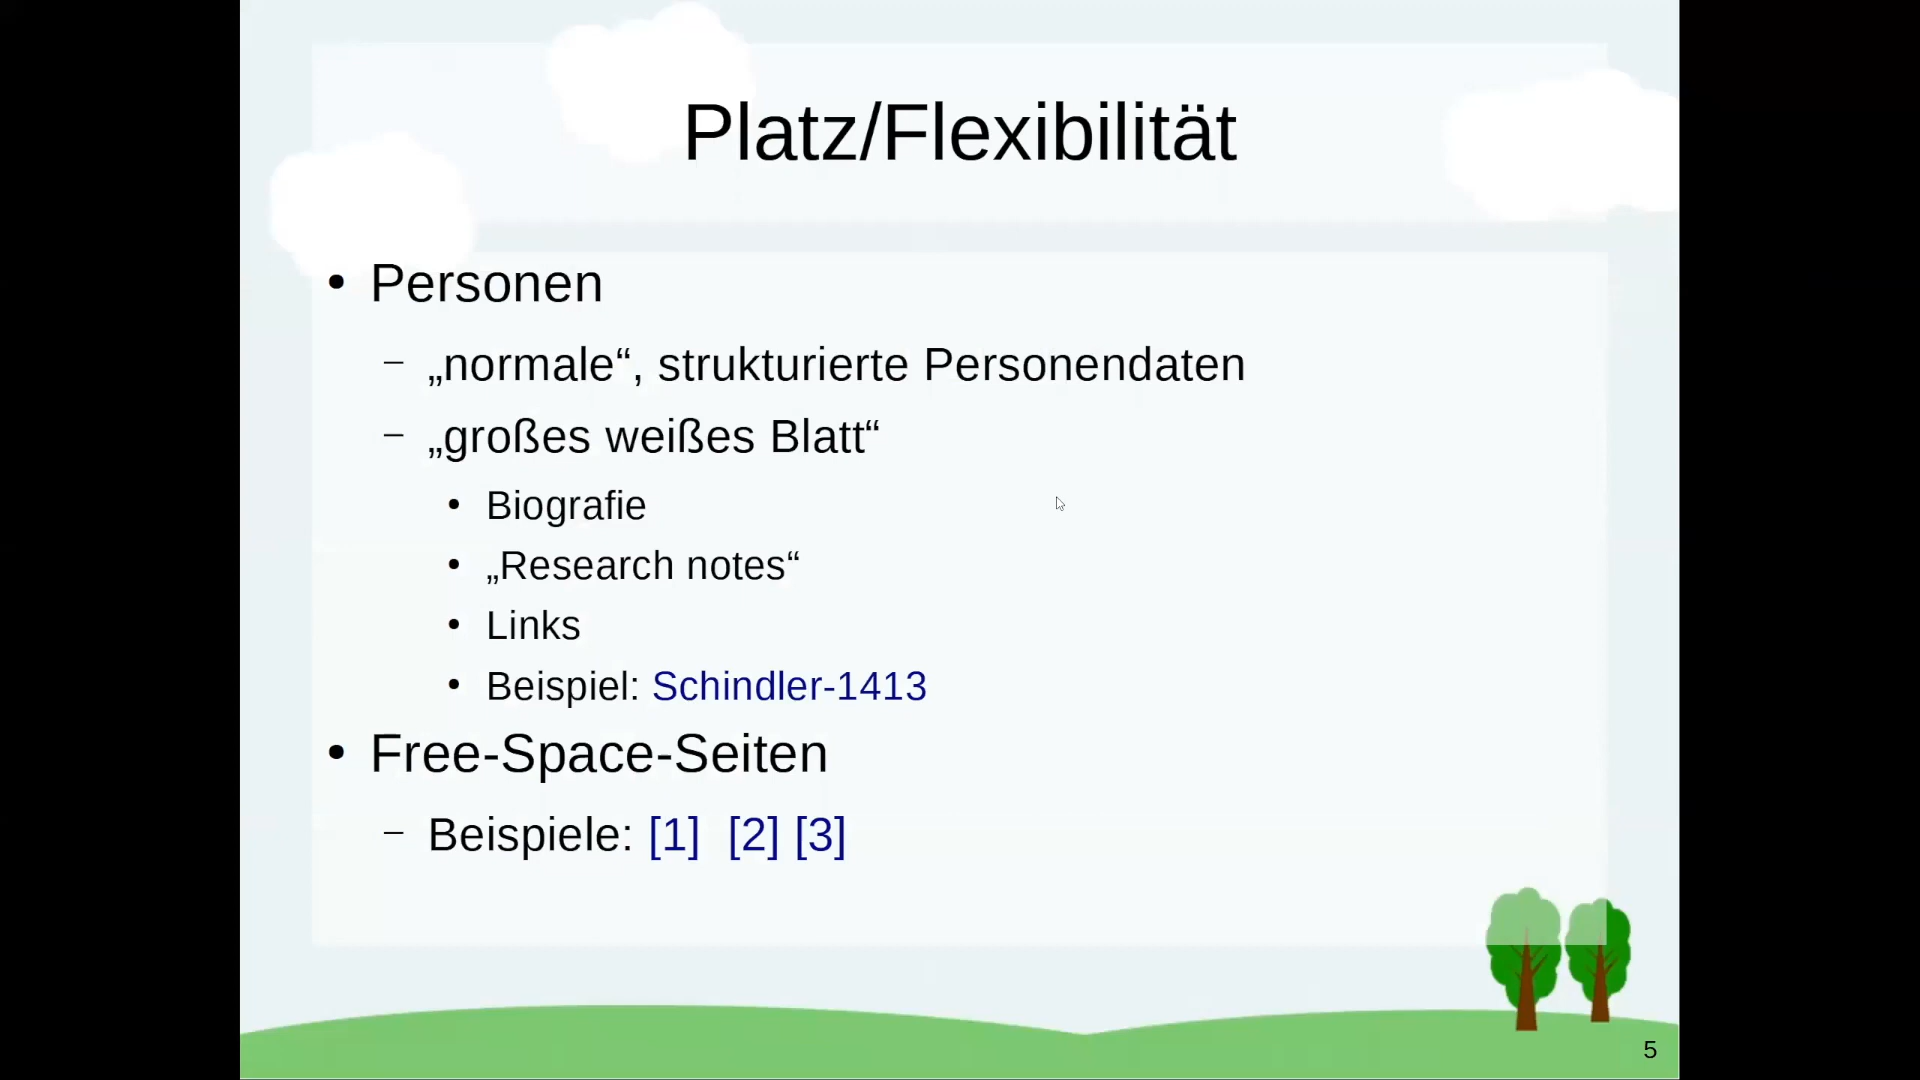 Platz/Flexibilität
• Personen
– „normale“, strukturierte Personendaten
– „großes weißes Blatt“
• Biografie
• „Research notes“
• Links
• Beispiel: Schindler-1413
• Free-Space-Seiten
– Beispiele: [1]  [2] [3]
5